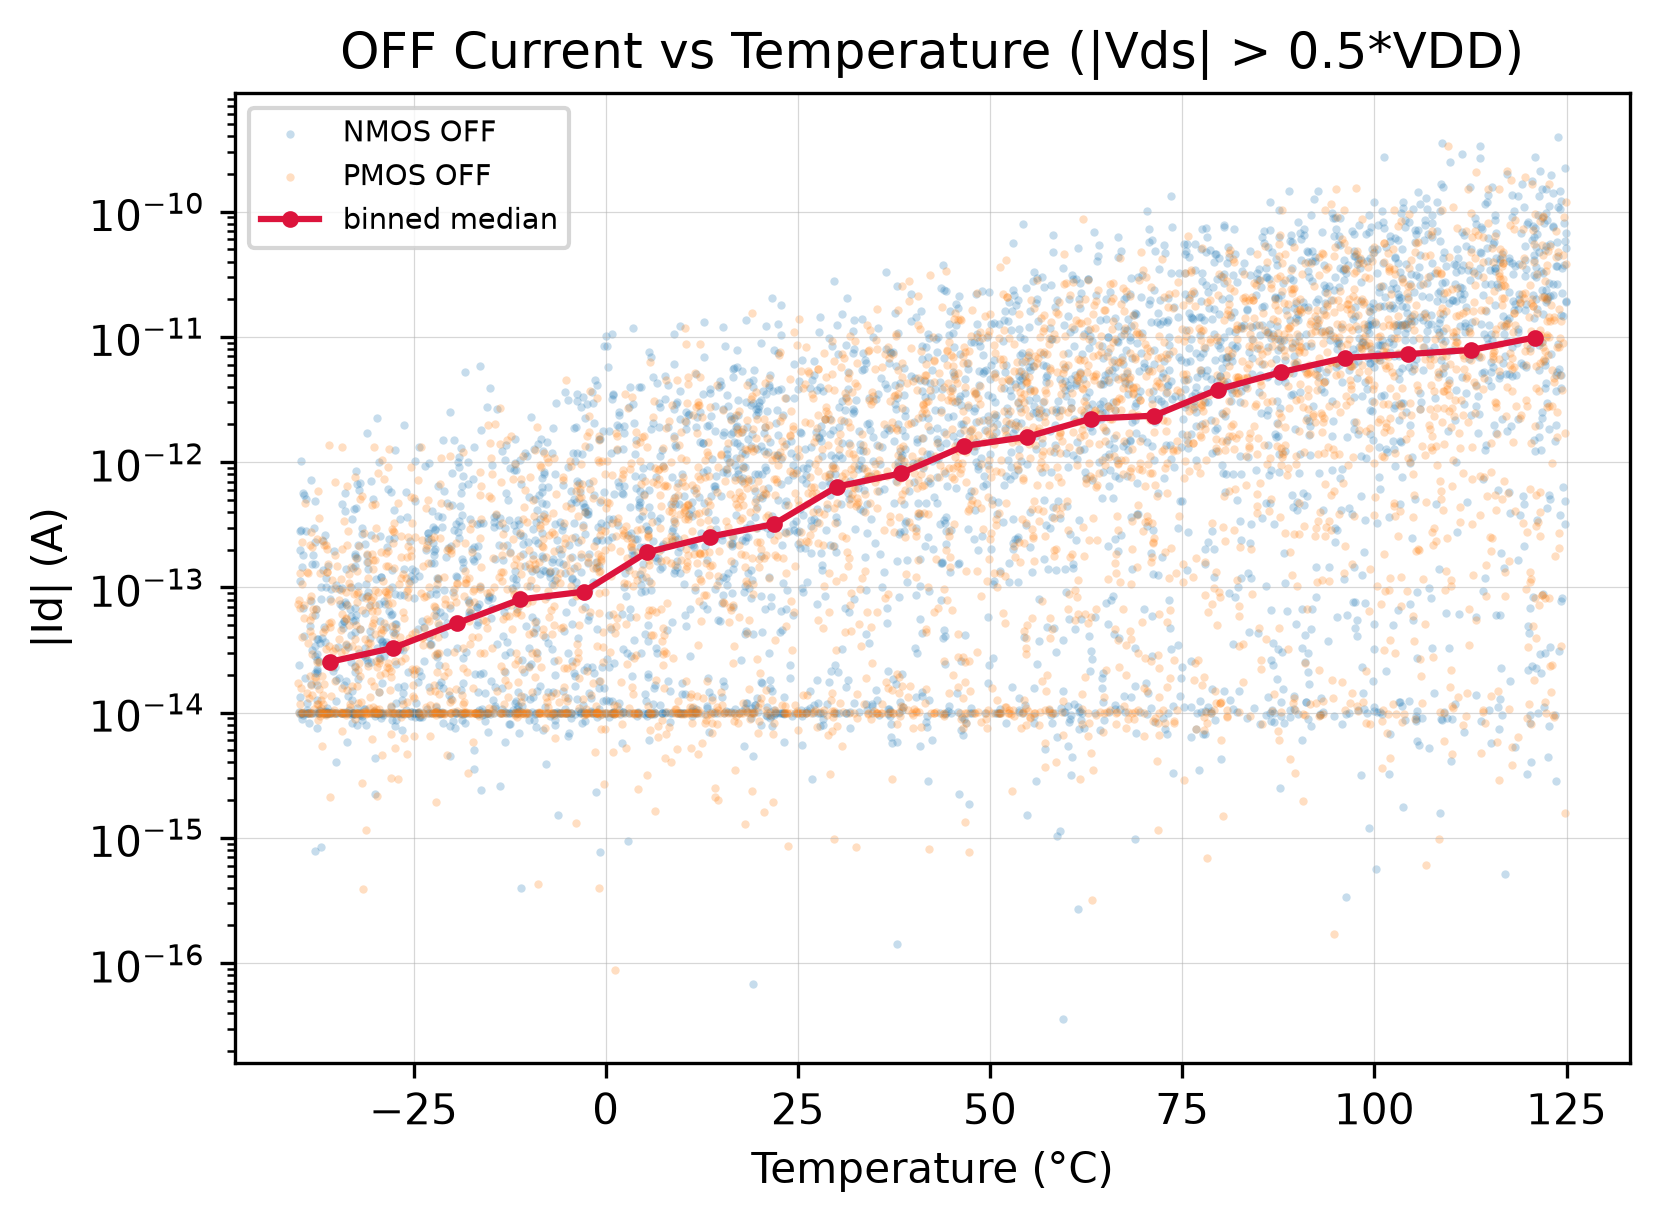 OFF Current vs Temperature (|Vds| > 0.5*VDD)
NMOS OFF
PMOS OFF
binned median
10⁻¹⁰
10⁻¹¹
10⁻¹²
10⁻¹³
10⁻¹⁴
10⁻¹⁵
10⁻¹⁶
|Id| (A)
−25 0 25 50 75 100 125
Temperature (°C)